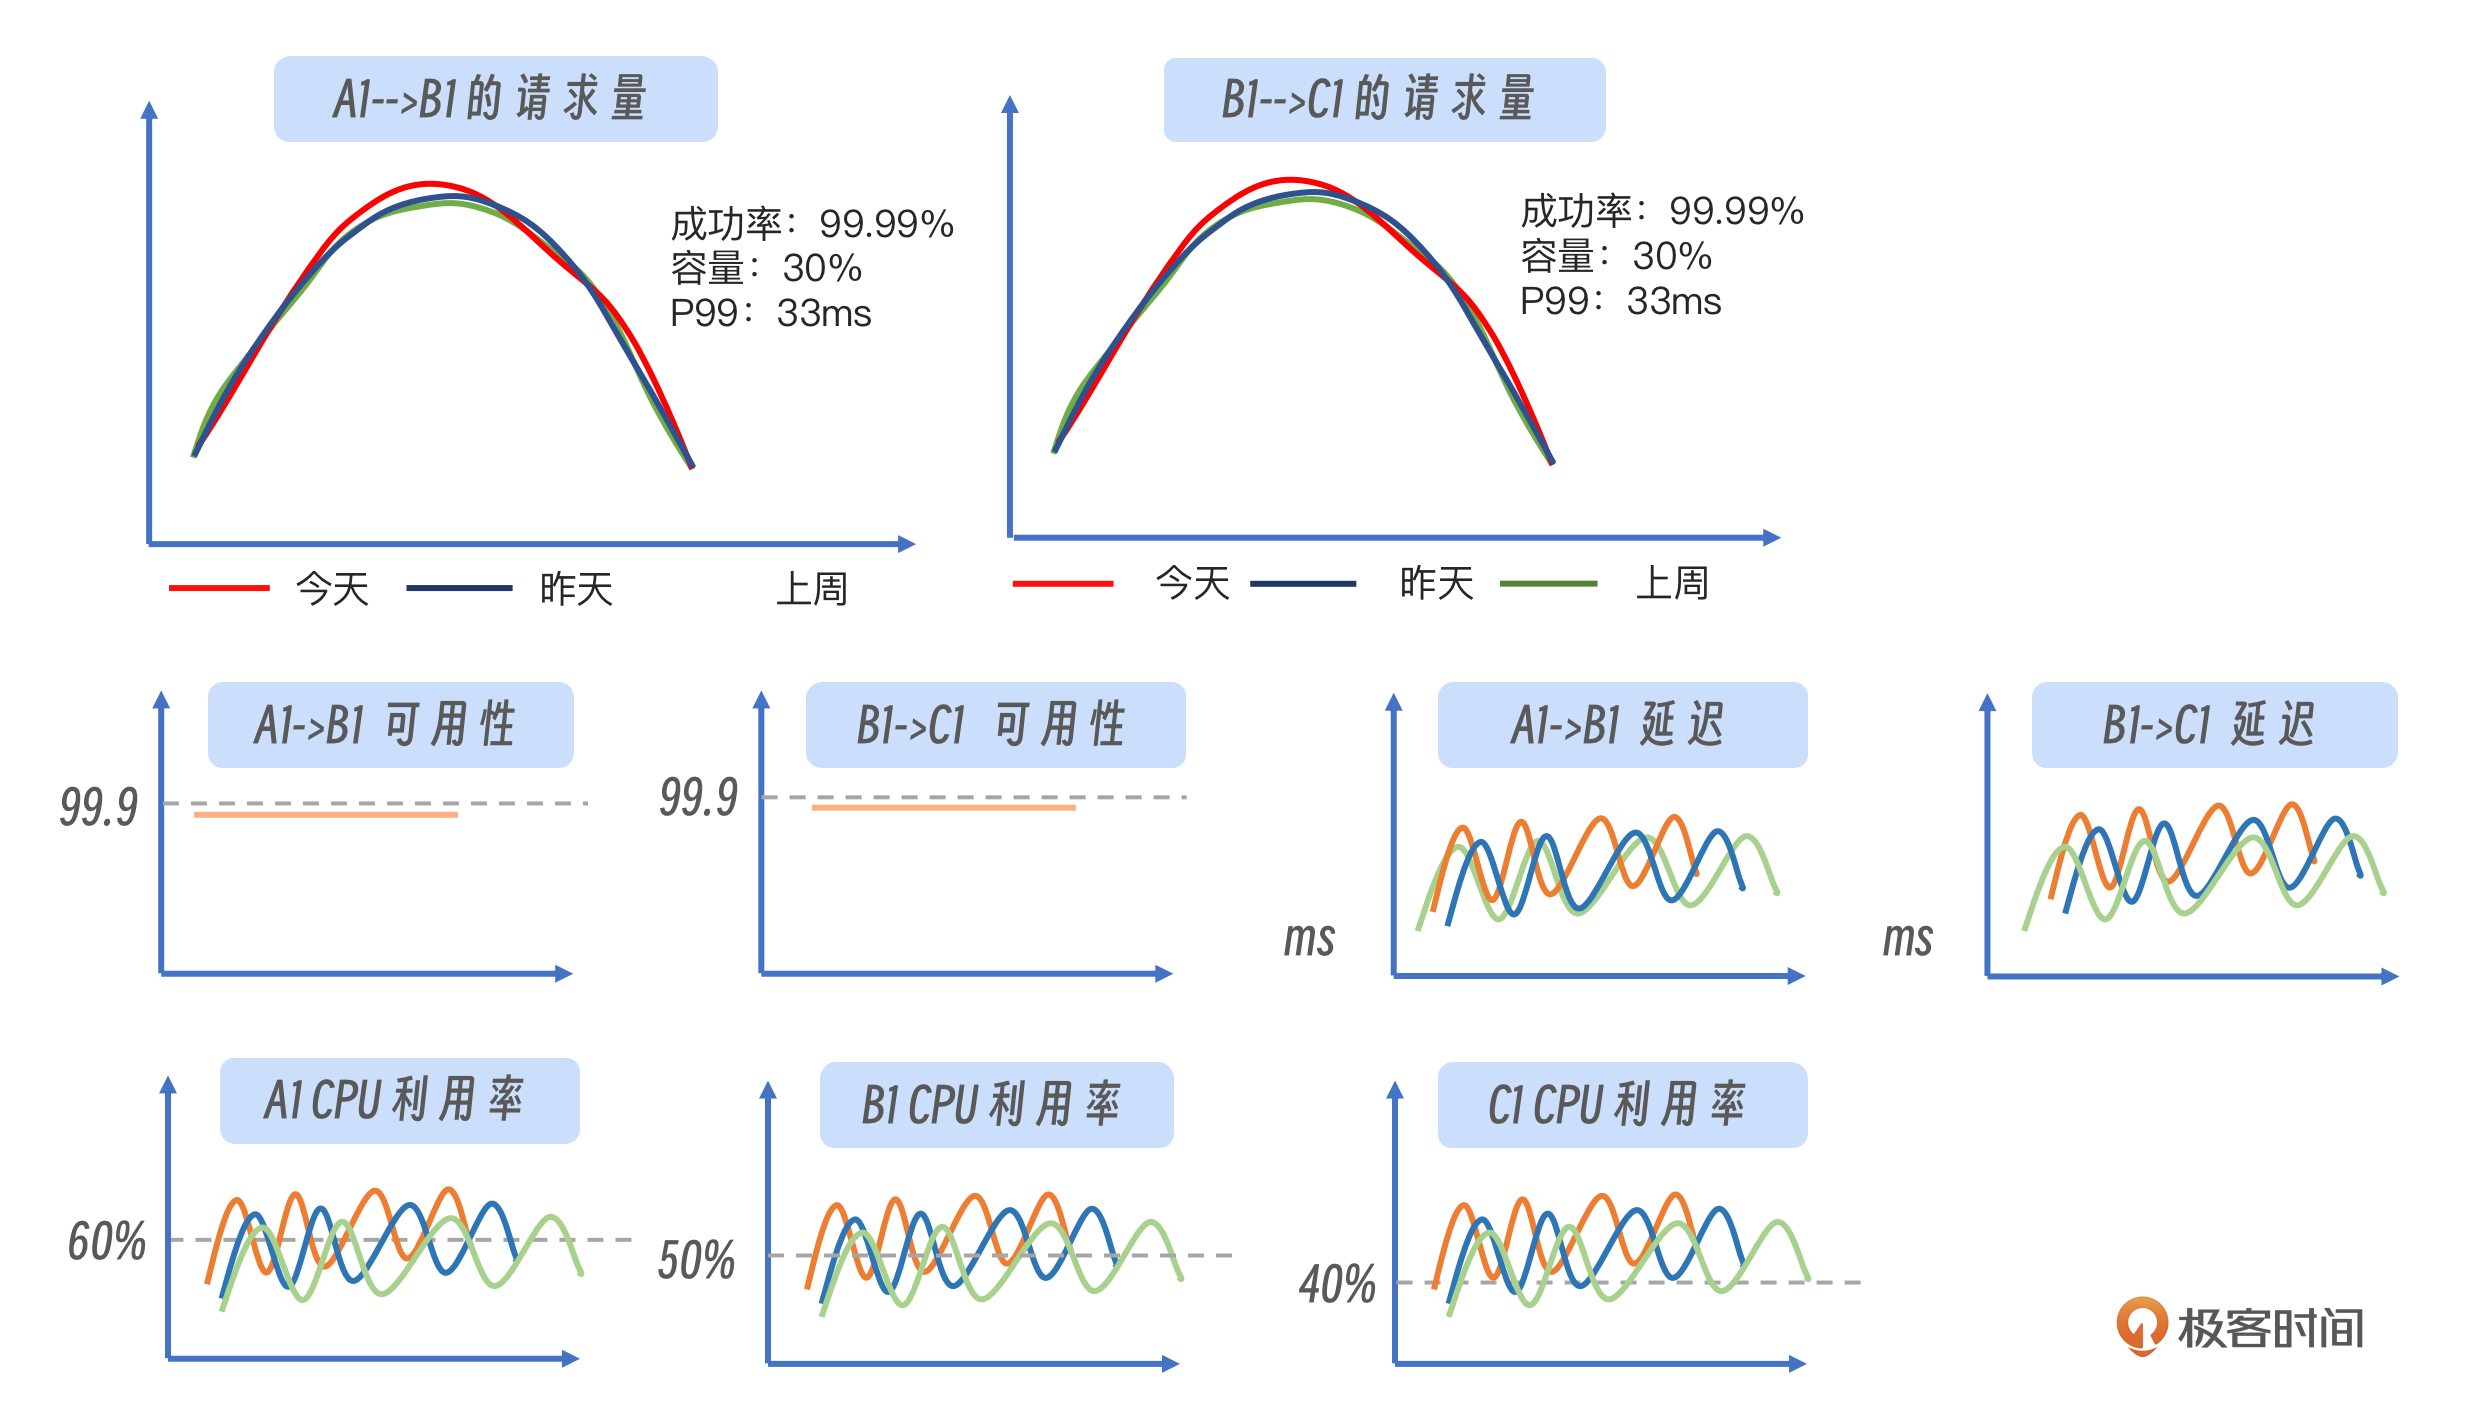 A1-->B1 的请求量
B1-->C1 的请求量
成功率：99.99%
容量：30%
P99：33ms
成功率：99.99%
容量：30%
P99：33ms
今天
昨天
上周
今天
昨天
上周
A1->B1 可用性
B1->C1 可用性
A1->B1 延迟
B1->C1 延迟
99.9
99.9
ms
ms
A1 CPU 利用率
B1 CPU 利用率
C1 CPU 利用率
60%
50%
40%
极客时间